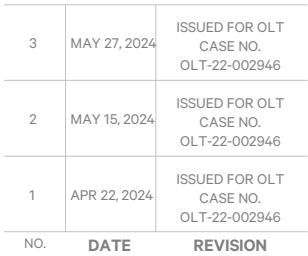 ISSUED FOR OLT
3 MAY 27, 2024 CASE NO.
OLT-22-002946
ISSUED FOR OLT
2 MAY 15, 2024 CASE NO.
OLT-22-002946
ISSUED FOR OLT
1 APR 22, 2024 CASE NO.
OLT-22-002946
NO. DATE REVISION